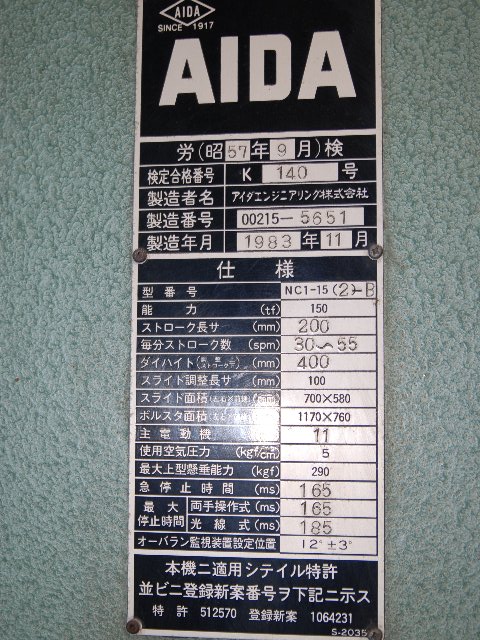 AIDA
SINCE 1917
AIDA
労(昭57年9月)検
検定合格番号 K 140 号
製造者名 アイダエンジニアリング株式会社
製造番号 00215-5651
製造年月 1983年11月
仕様
型番号 NC1-15(2)-B
能力 (tf) 150
ストローク長サ (mm) 200
毎分ストローク数 (spm) 30〜55
ダイハイト (mm) 400
スライド調整長サ (mm) 100
スライド面積 (mm) 700×580
ボルスタ面積 (mm) 1170×760
主電動機 11
使用空気圧力 (kgf/cm) 5
最大上型懸垂能力 (kgf) 290
急停止時間 (ms) 165
最大停止時間 両手操作式 (ms) 165
光線式 (ms) 185
オーバラン監視装置設定位置 12°±3°
本機ニ適用シテイル特許
並ビニ登録新案番号ヲ下記ニ示ス
特許 512570 登録新案 1064231
S-2035